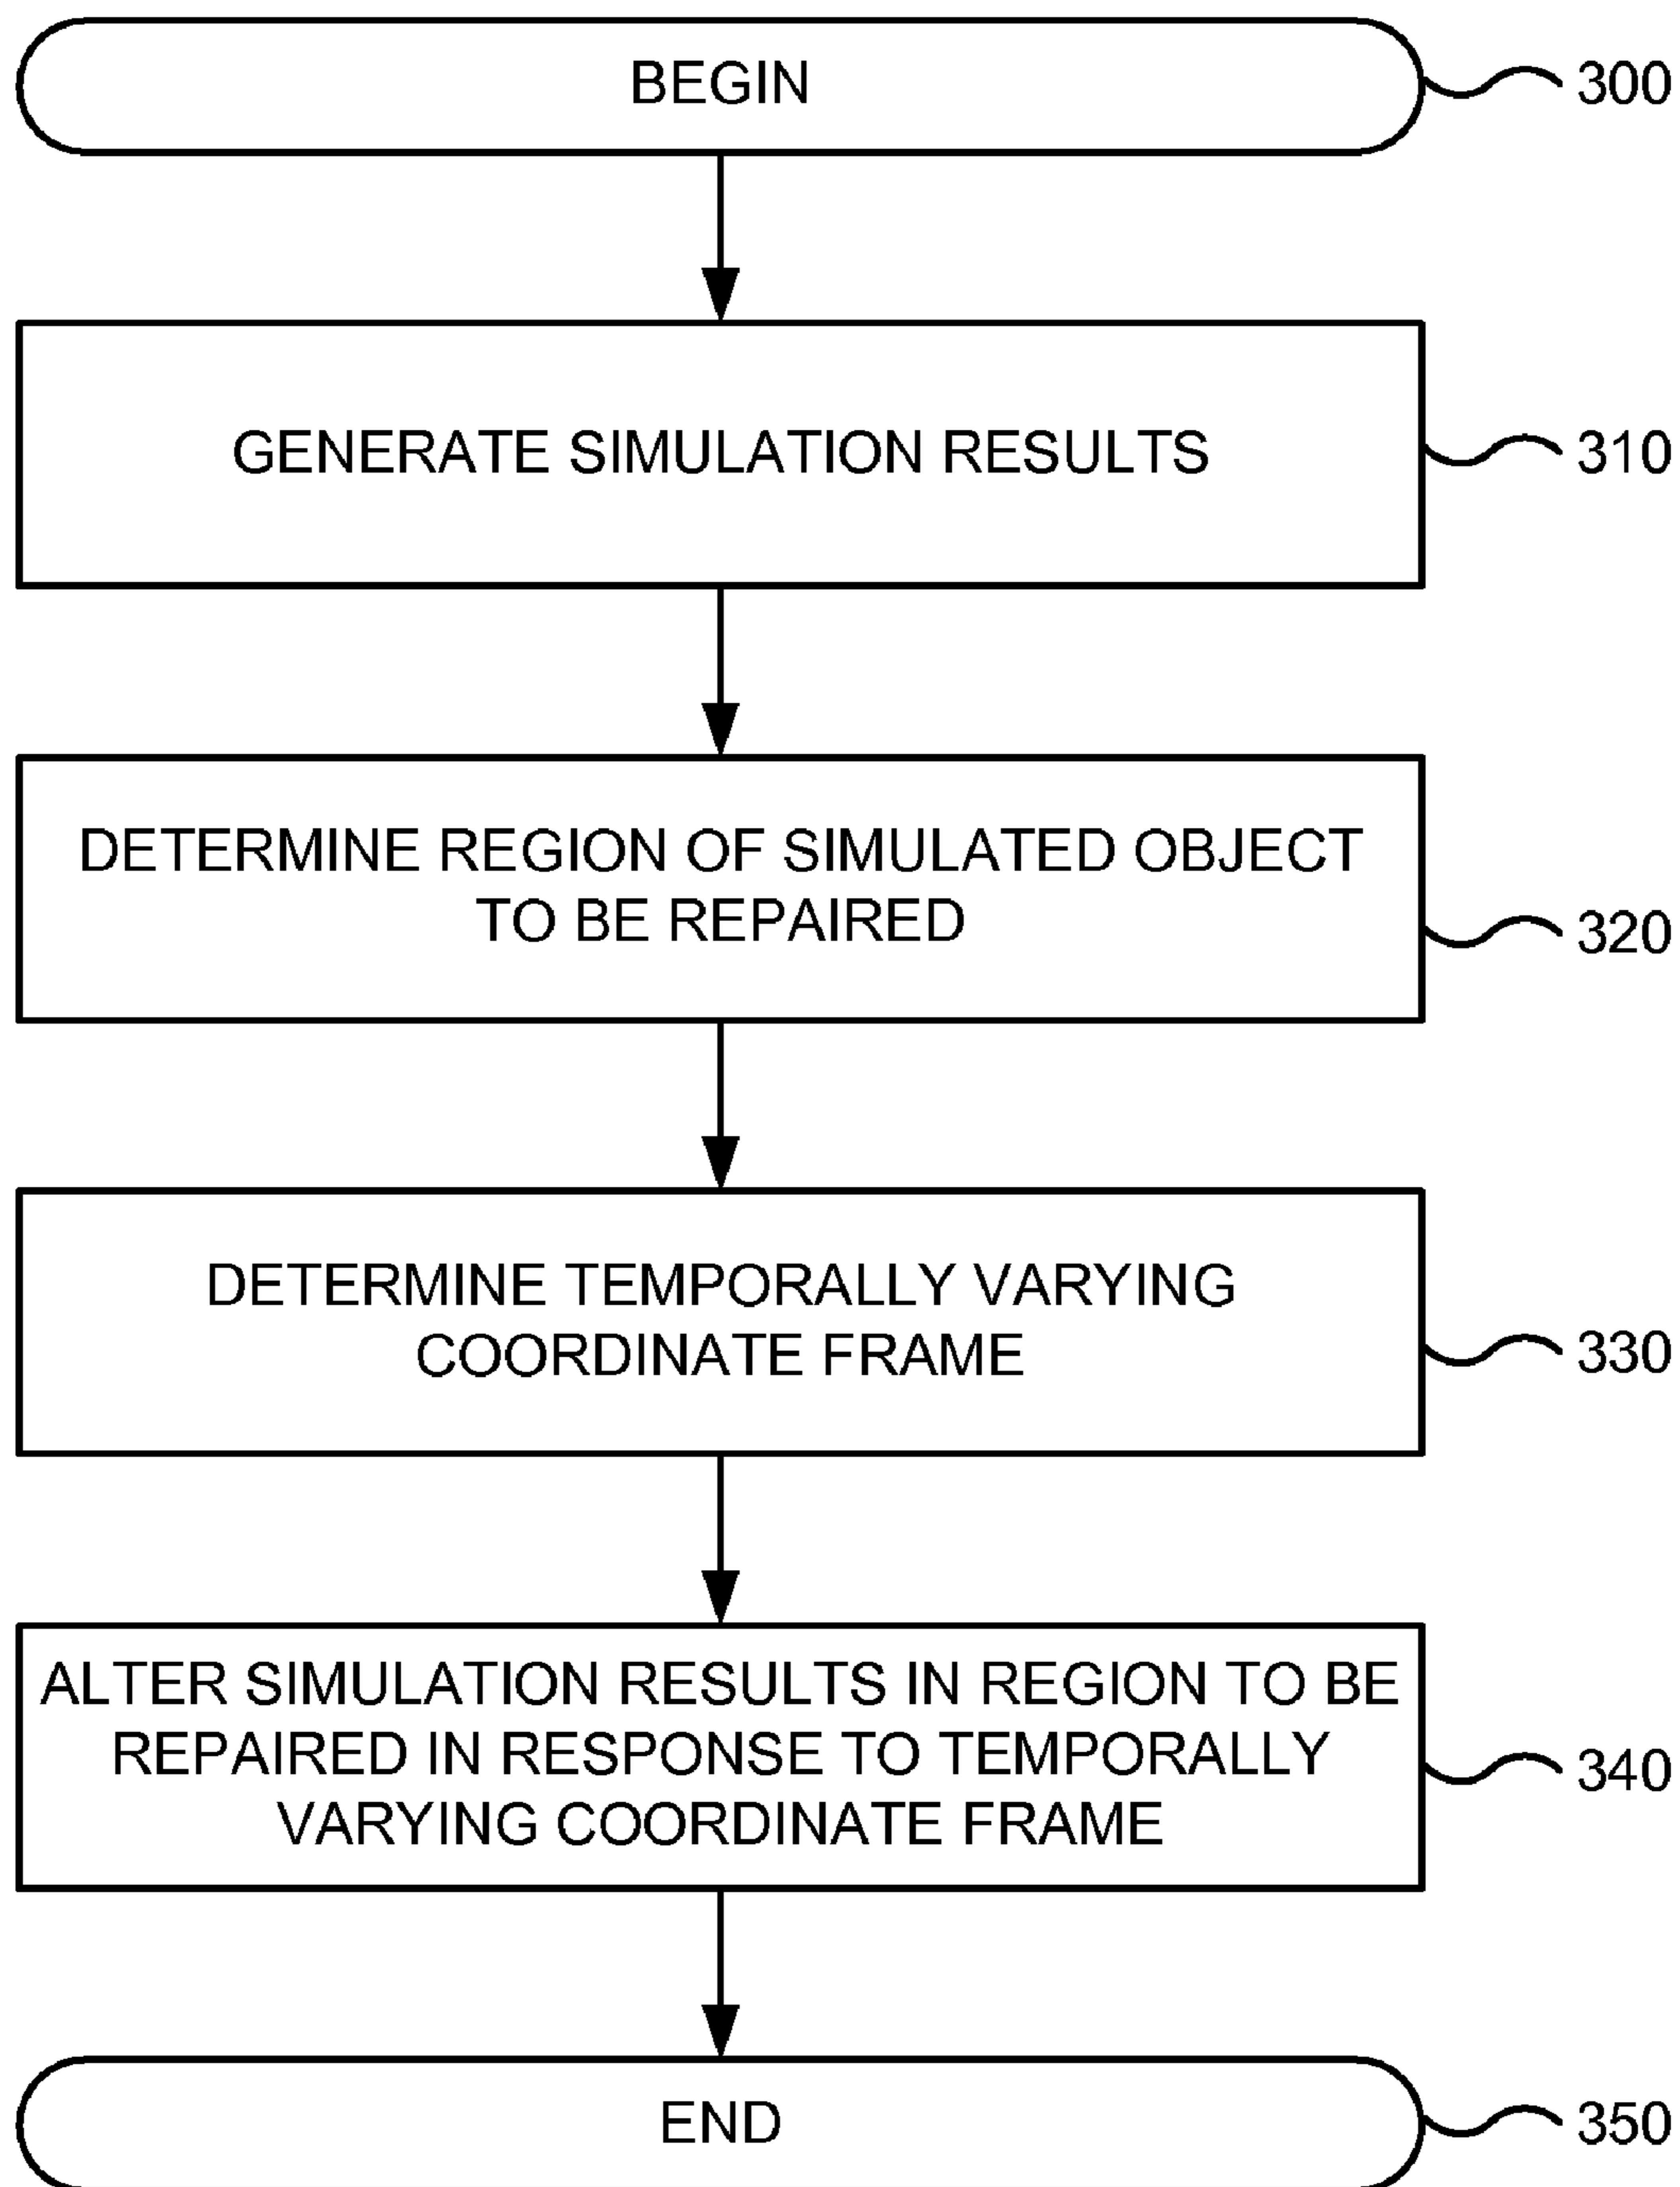 BEGIN
300
GENERATE SIMULATION RESULTS
310
DETERMINE REGION OF SIMULATED OBJECT
TO BE REPAIRED
320
DETERMINE TEMPORALLY VARYING
COORDINATE FRAME
330
ALTER SIMULATION RESULTS IN REGION TO BE
REPAIRED IN RESPONSE TO TEMPORALLY
VARYING COORDINATE FRAME
340
END
350